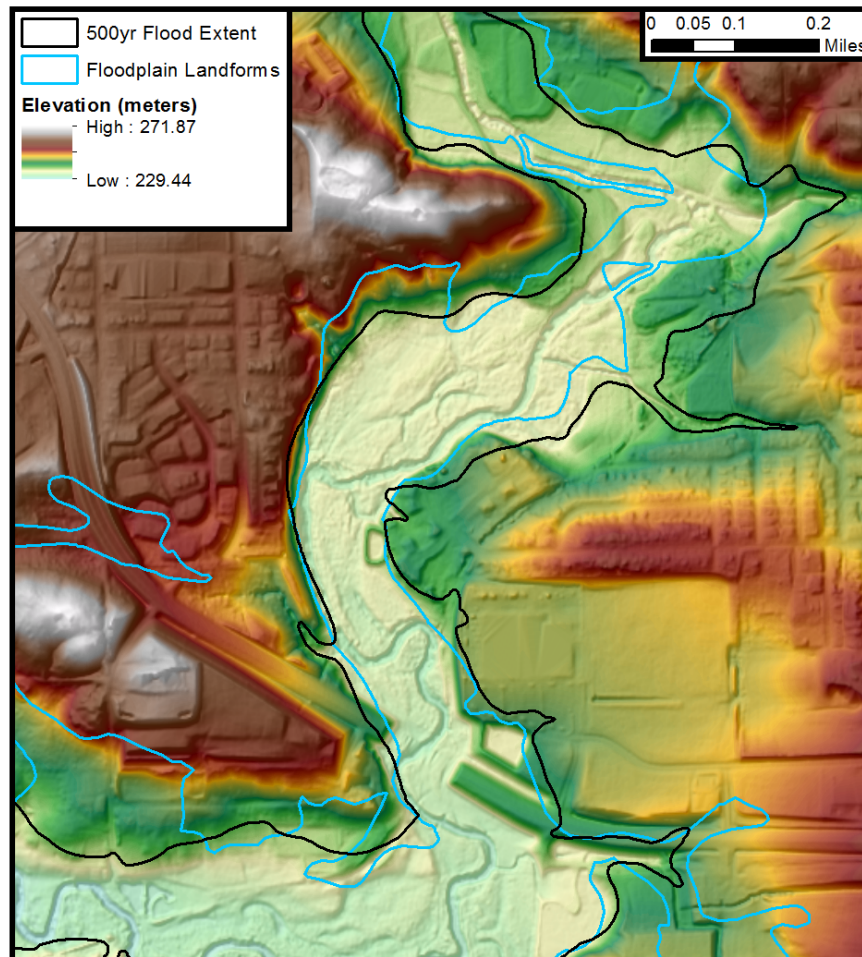 500yr Flood Extent
Floodplain Landforms
Elevation (meters)
High : 271.87
Low : 229.44
0 0.05 0.1 0.2
Miles